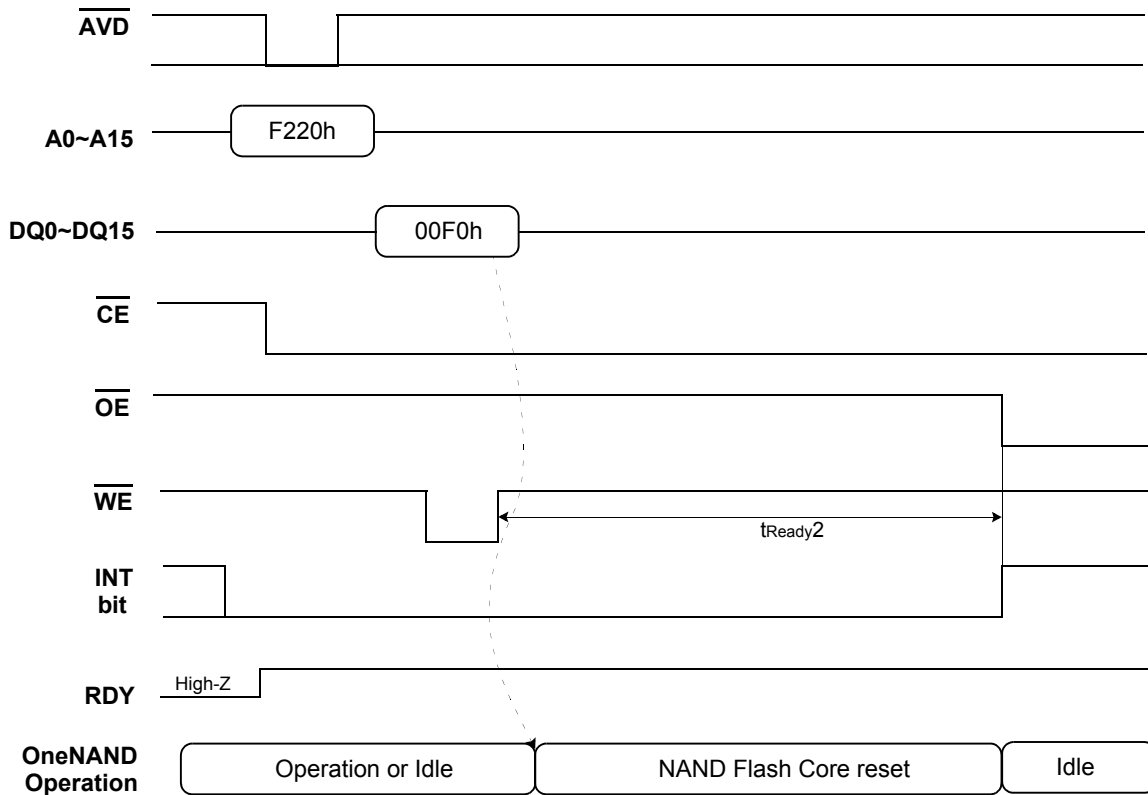 AVD
A0~A15
F220h
DQ0~DQ15
00F0h
CE
OE
WE
tReady2
INT
bit
RDY
High-Z
OneNAND
Operation
Operation or Idle
NAND Flash Core reset
Idle